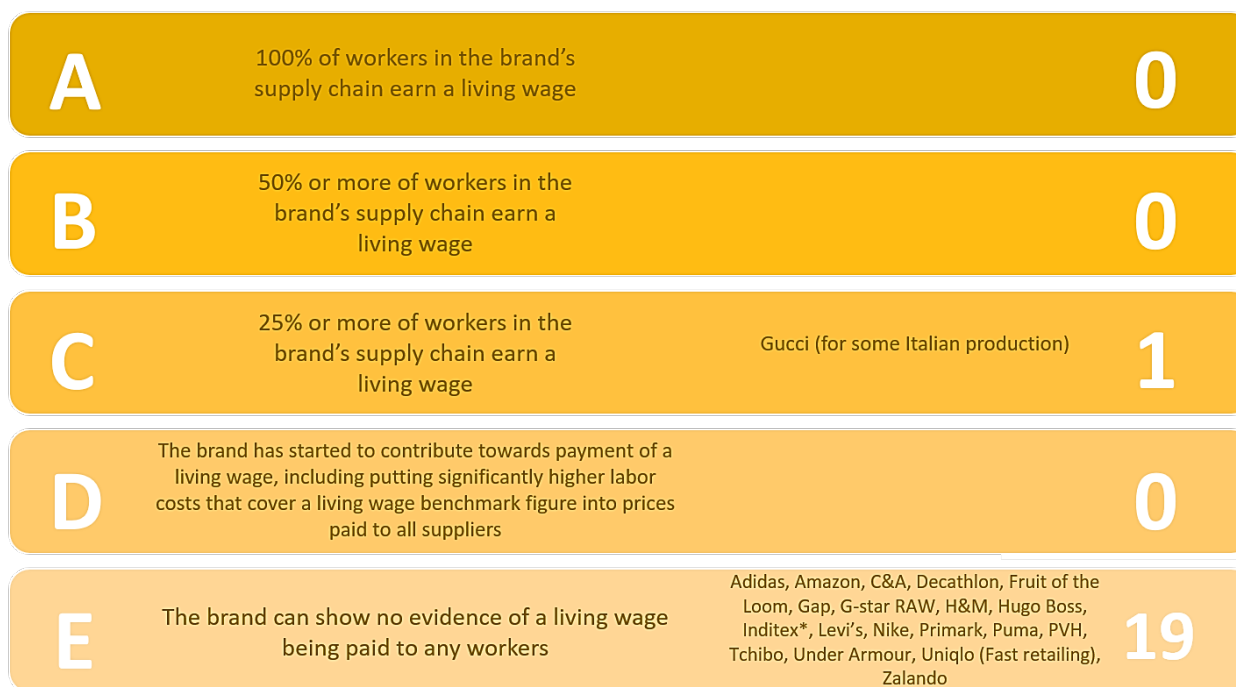 A
100% of workers in the brand's
supply chain earn a living wage
0
B
50% or more of workers in the
brand's supply chain earn a
living wage
0
C
25% or more of workers in the
brand's supply chain earn a
living wage
Gucci (for some Italian production)
1
D
The brand has started to contribute towards payment of a
living wage, including putting significantly higher labor
costs that cover a living wage benchmark figure into prices
paid to all suppliers
0
E
The brand can show no evidence of a living wage
being paid to any workers
Adidas, Amazon, C&A, Decathlon, Fruit of the
Loom, Gap, G-star RAW, H&M, Hugo Boss,
Inditex*, Levi's, Nike, Primark, Puma, PVH,
Tchibo, Under Armour, Uniqlo (Fast retailing),
Zalando
19